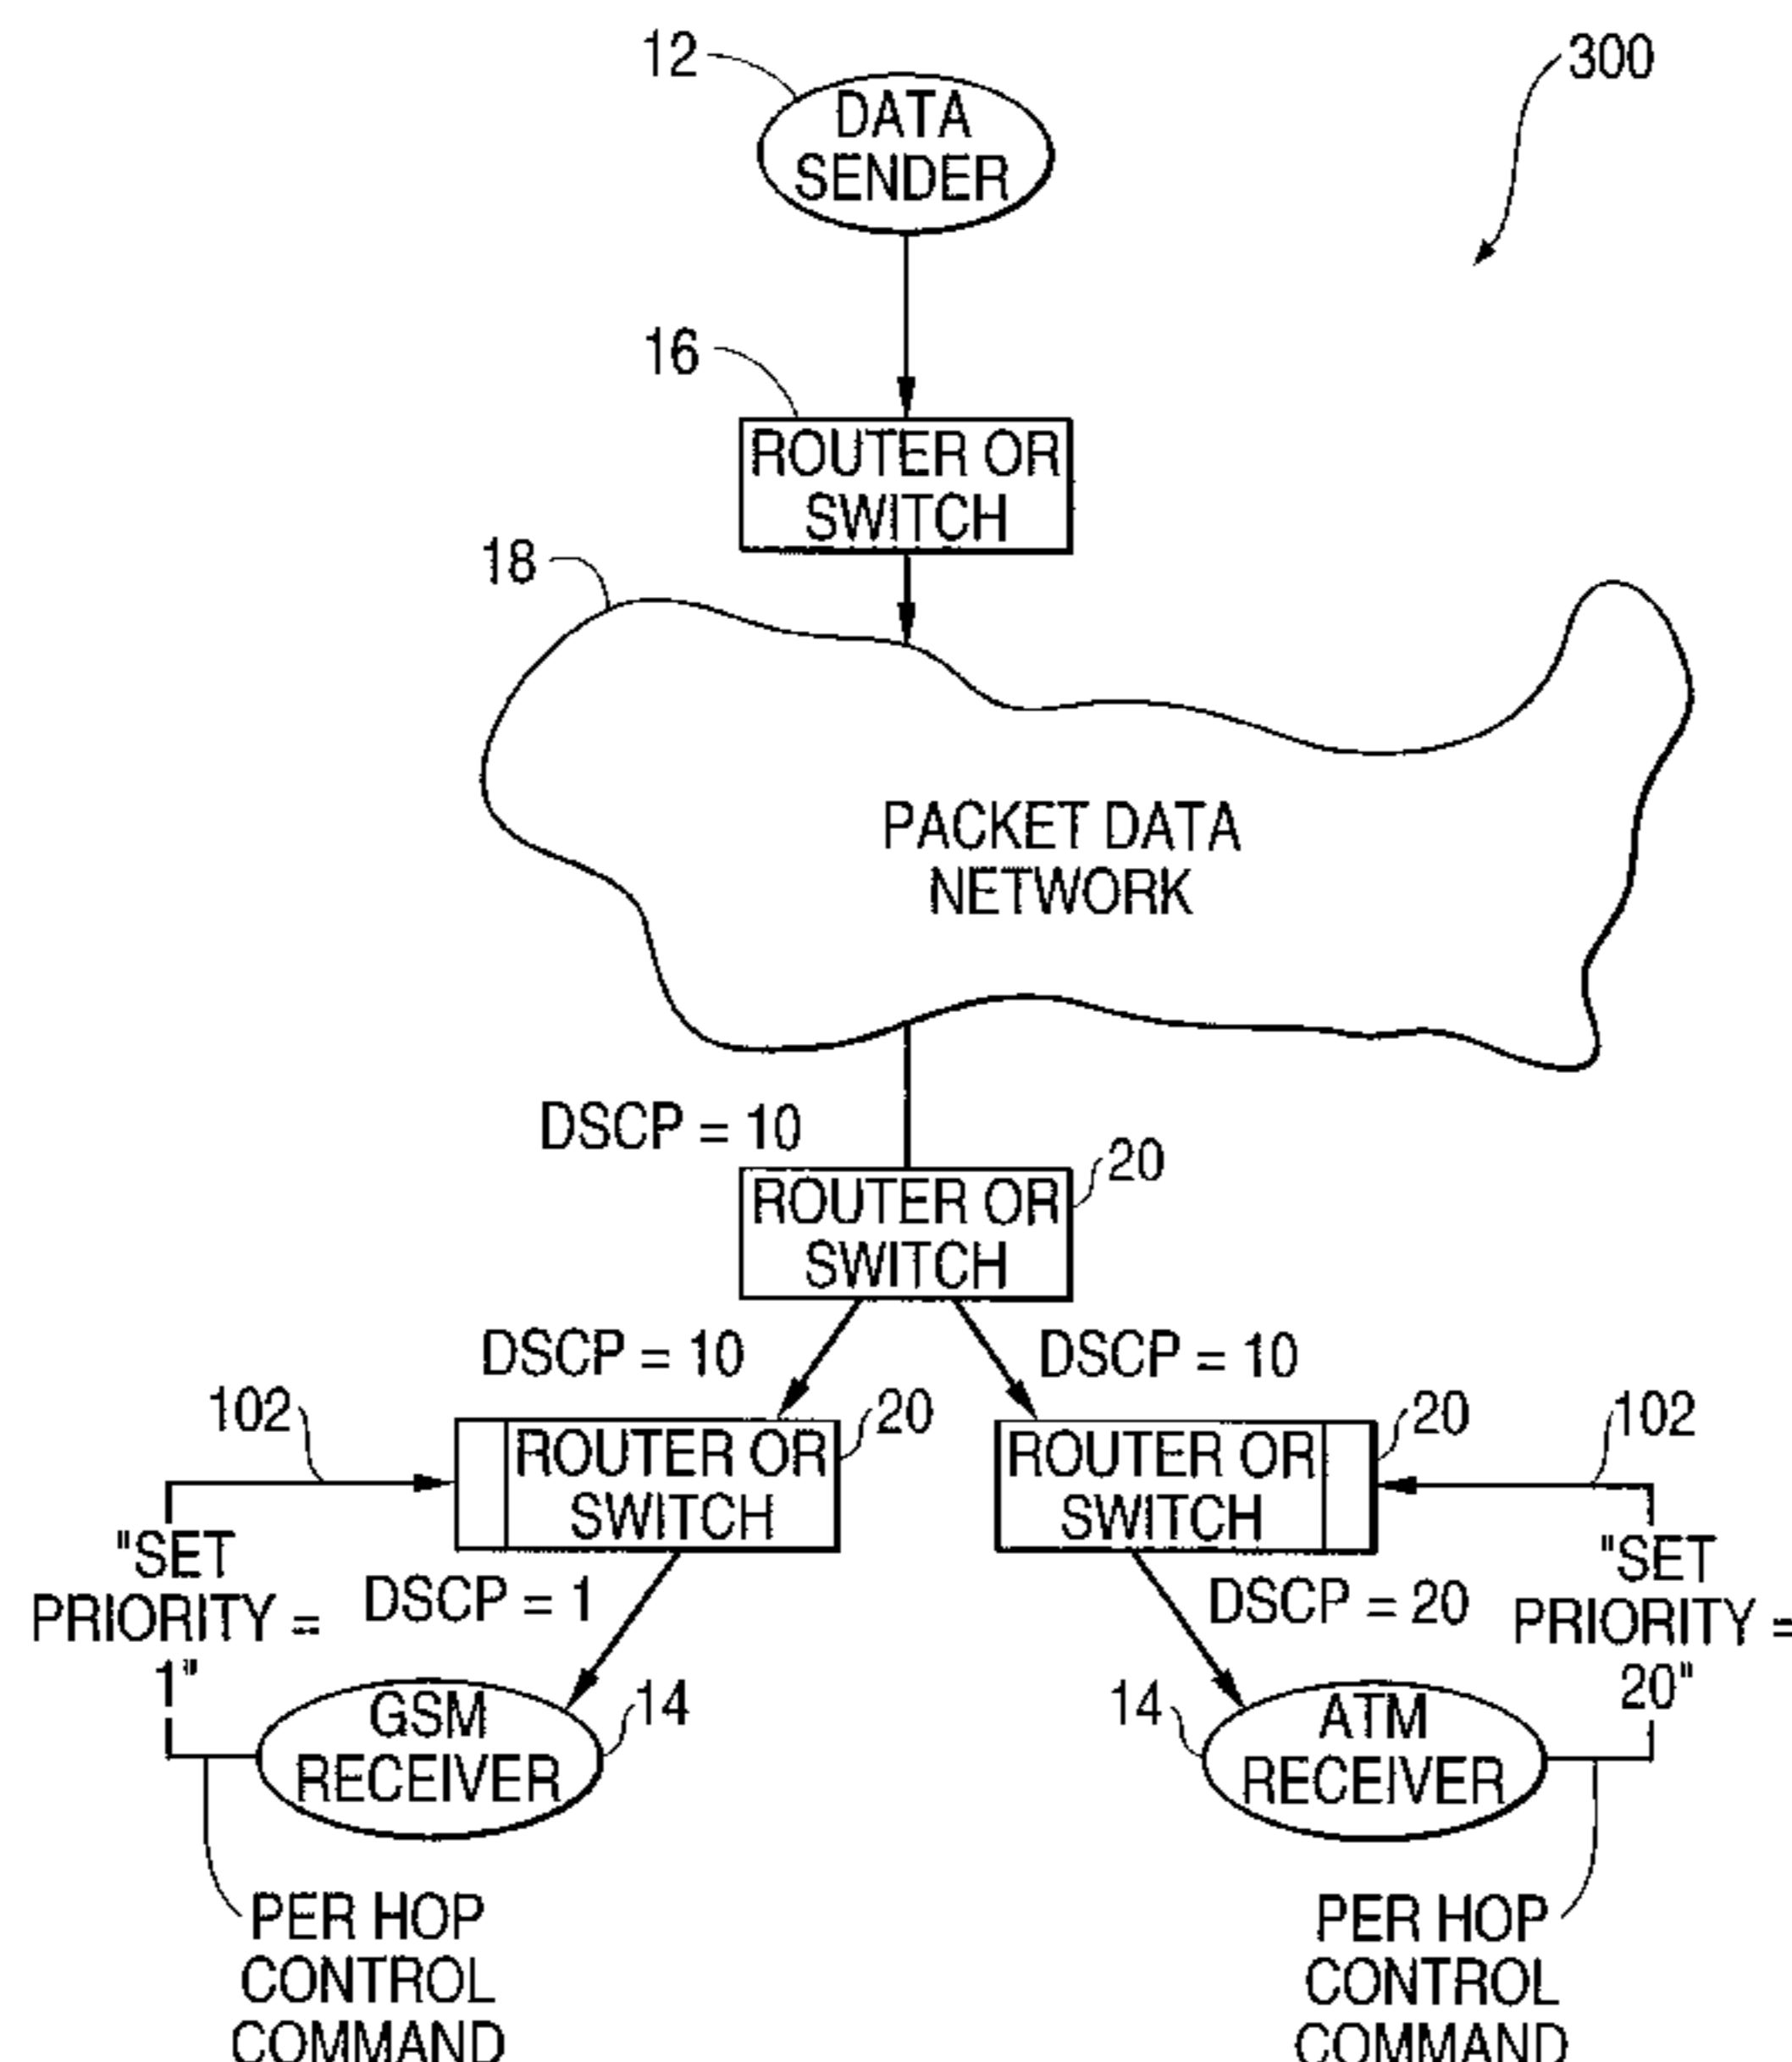 12
300
DATA
SENDER
16
ROUTER OR
SWITCH
18
PACKET DATA
NETWORK
DSCP = 10
20
ROUTER OR
SWITCH
DSCP = 10
DSCP = 10
102
20
20
102
ROUTER OR
SWITCH
ROUTER OR
SWITCH
"SET
PRIORITY =
1"
DSCP = 1
DSCP = 20
"SET
PRIORITY =
20"
GSM
RECEIVER
14
14
ATM
RECEIVER
PER HOP
CONTROL
COMMAND
PER HOP
CONTROL
COMMAND